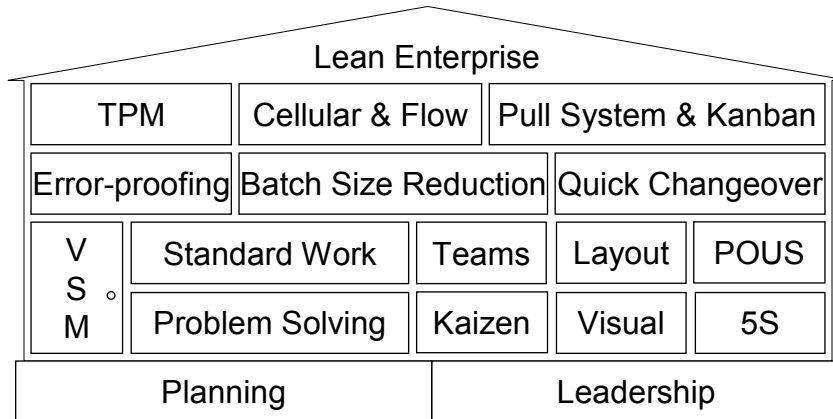 Lean Enterprise
TPM
Cellular & Flow
Pull System & Kanban
Error-proofing
Batch Size Reduction
Quick Changeover
V
S
M
Standard Work
Teams
Layout
POUS
Problem Solving
Kaizen
Visual
5S
Planning
Leadership